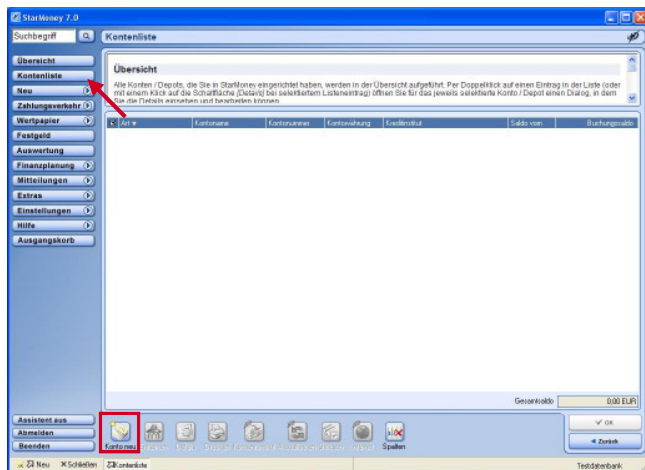 StarMoney 7.0
Suchbegriff
Kontenliste
Übersicht
Kontenliste
Neu
Zahlungsverkehr
Wertpapier
Festgeld
Auswertung
Finanzplanung
Mitteilungen
Extras
Einstellungen
Hilfe
Ausgangskorb
Übersicht
Alle Konten / Depots, die Sie in StarMoney eingerichtet haben, werden in der Übersicht aufgeführt. Per Doppelklick auf einen Eintrag in der Liste (oder
mit einem Klick auf die Schaltfläche (Details) bei selektiertem Listeneintrag) öffnen Sie für das jeweils selektierte Konto / Depot einen Dialog, in dem
Sie die Details einsehen und bearbeiten können.
Art Kontoname Kontonummer Kontowährung Kreditinstitut Saldo vom Buchungssaldo
Gesamtsaldo 0,00 EUR
Assistent aus
Abmelden
Beenden
Konto neu
Spalten
OK
Zurück
Neu Schließen Kontenliste Testdatenbank